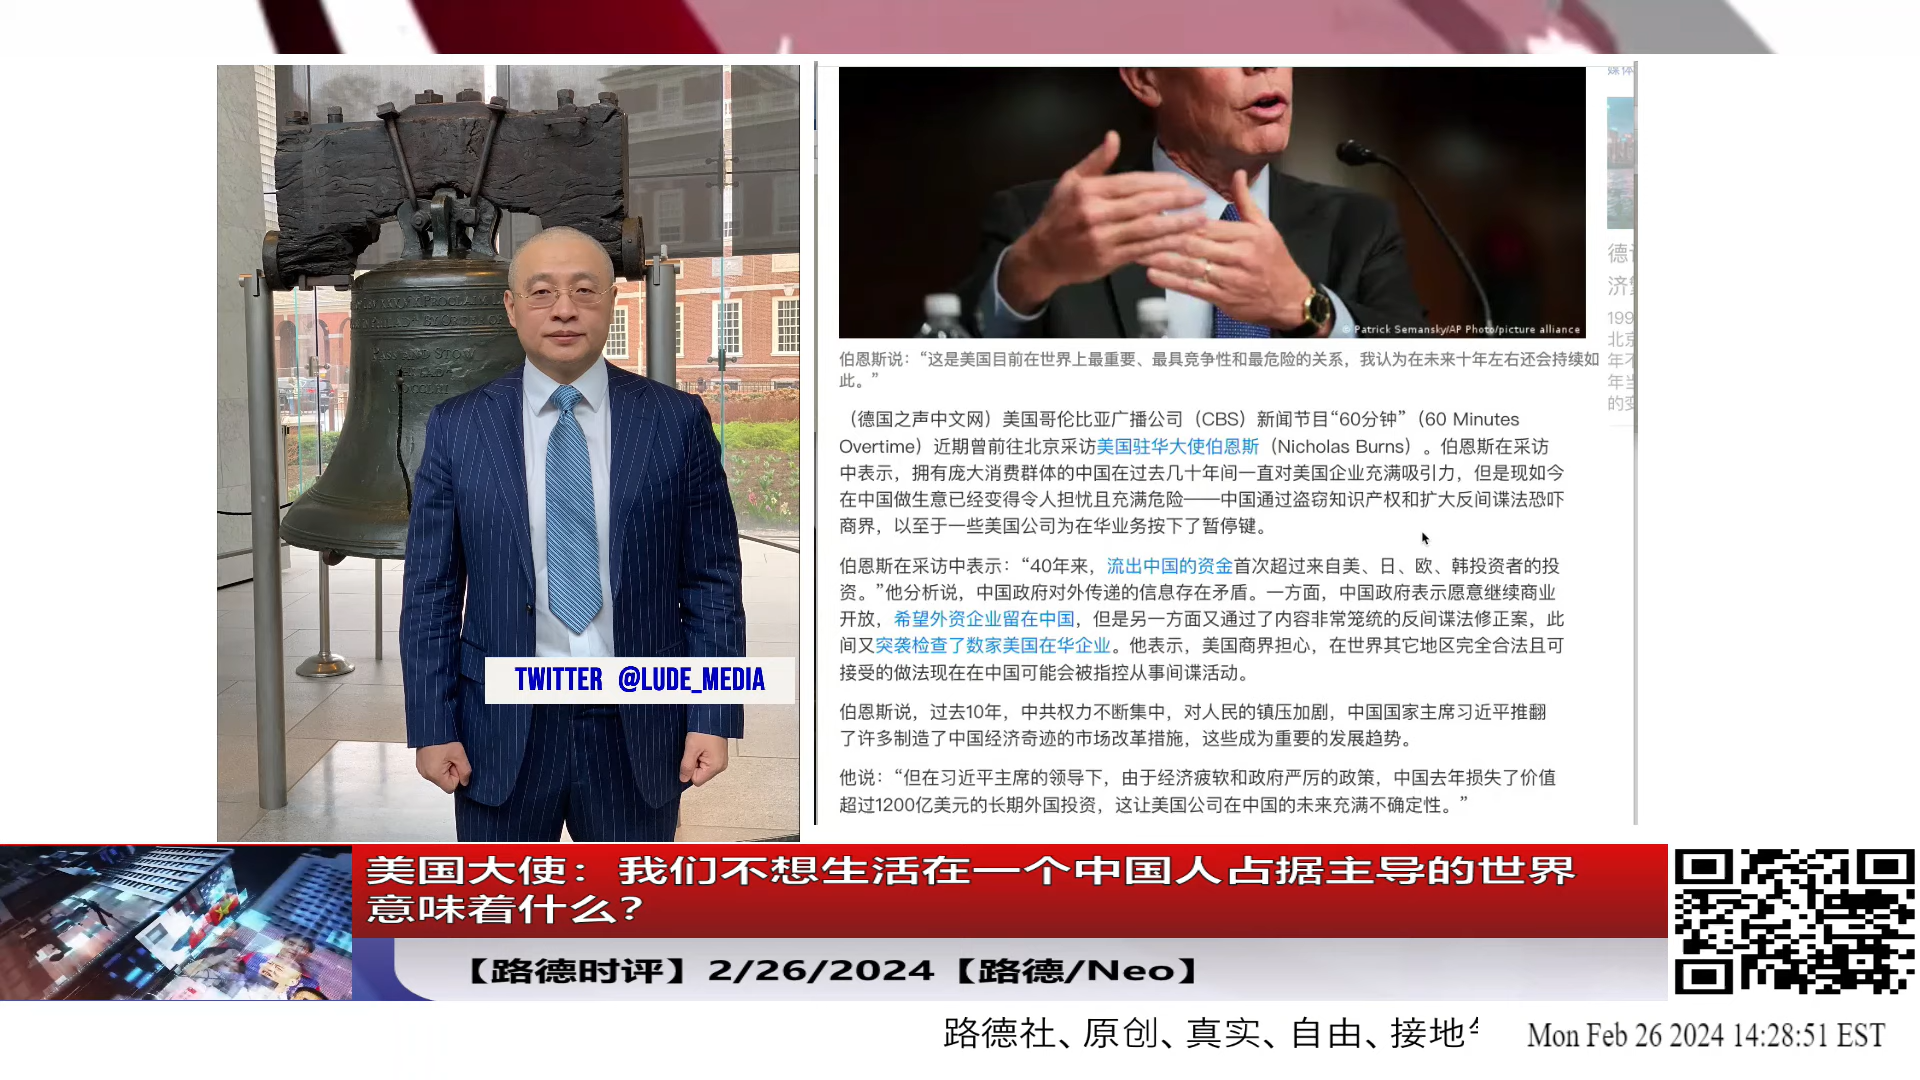 PASS AND STOW
TWITTER @LUDE_MEDIA
© Patrick Semansky/AP Photo/picture alliance
伯恩斯说：“这是美国目前在世界上最重要、最具竞争性和最危险的关系，我认为在未来十年左右还会持续如
此。”
（德国之声中文网）美国哥伦比亚广播公司（CBS）新闻节目“60分钟”（60 Minutes
Overtime）近期曾前往北京采访美国驻华大使伯恩斯（Nicholas Burns）。伯恩斯在采访
中表示，拥有庞大消费群体的中国在过去几十年间一直对美国企业充满吸引力，但是现如今
在中国做生意已经变得令人担忧且充满危险——中国通过盗窃知识产权和扩大反间谍法恐吓
商界，以至于一些美国公司为在华业务按下了暂停键。
伯恩斯在采访中表示：“40年来，流出中国的资金首次超过来自美、日、欧、韩投资者的投
资。”他分析说，中国政府对外传递的信息存在矛盾。一方面，中国政府表示愿意继续商业
开放，希望外资企业留在中国，但是另一方面又通过了内容非常笼统的反间谍法修正案，此
间又突袭检查了数家美国在华企业。他表示，美国商界担心，在世界其它地区完全合法且可
接受的做法现在在中国可能会被指控从事间谍活动。
伯恩斯说，过去10年，中共权力不断集中，对人民的镇压加剧，中国国家主席习近平推翻
了许多制造了中国经济奇迹的市场改革措施，这些成为重要的发展趋势。
他说：“但在习近平主席的领导下，由于经济疲软和政府严厉的政策，中国去年损失了价值
超过1200亿美元的长期外国投资，这让美国公司在中国的未来充满不确定性。”
媒体
德
济
199
北京
年不
年当
的变
美国大使：我们不想生活在一个中国人占据主导的世界
意味着什么？
【路德时评】2/26/2024【路德/Neo】
路德社、原创、真实、自由、接地
Mon Feb 26 2024 14:28:51 EST